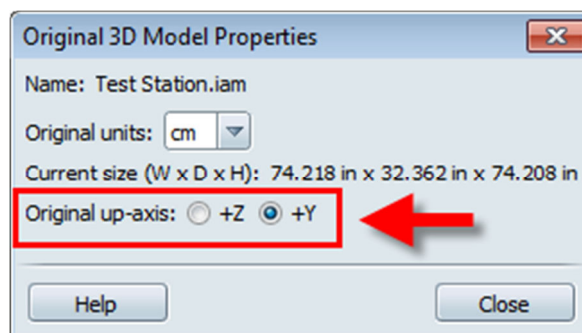 Original 3D Model Properties
Name: Test Station.iam
Original units: cm
Current size (W x D x H): 74.218 in x 32.362 in x 74.208 in
Original up-axis: +Z +Y
Help Close